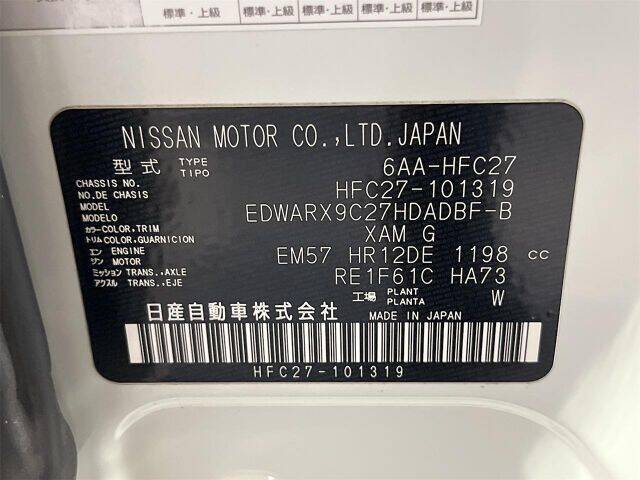 標準・上級 標準・上級 標準・上級 標準・上級 標準・上級
NISSAN MOTOR CO.,LTD.JAPAN
型式 TYPE TIPO 6AA-HFC27
CHASSIS NO. NO.DE CHASIS HFC27-101319
MODEL MODELO EDWARX9C27HDADBF-B
カラー COLOR,TRIM トリム COLOR,GUARNICION XAM G
エン ENGINE ジン MOTOR EM57 HR12DE 1198 cc
ミッション TRANS.,AXLE アクスル TRANS.,EJE RE1F61C HA73
工場 PLANT PLANTA W
日産自動車株式会社 MADE IN JAPAN
HFC27-101319